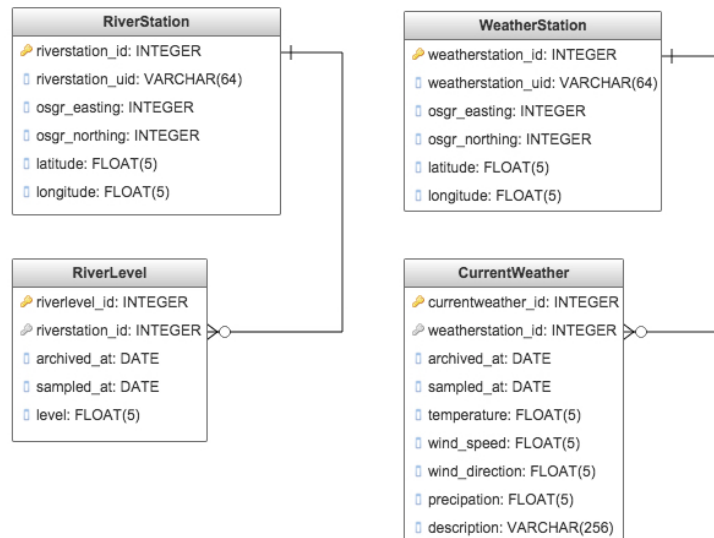 RiverStation
riverstation_id: INTEGER
riverstation_uid: VARCHAR(64)
osgr_easting: INTEGER
osgr_northing: INTEGER
latitude: FLOAT(5)
longitude: FLOAT(5)
WeatherStation
weatherstation_id: INTEGER
weatherstation_uid: VARCHAR(64)
osgr_easting: INTEGER
osgr_northing: INTEGER
latitude: FLOAT(5)
longitude: FLOAT(5)
RiverLevel
riverlevel_id: INTEGER
riverstation_id: INTEGER
archived_at: DATE
sampled_at: DATE
level: FLOAT(5)
CurrentWeather
currentweather_id: INTEGER
weatherstation_id: INTEGER
archived_at: DATE
sampled_at: DATE
temperature: FLOAT(5)
wind_speed: FLOAT(5)
wind_direction: FLOAT(5)
precipation: FLOAT(5)
description: VARCHAR(256)